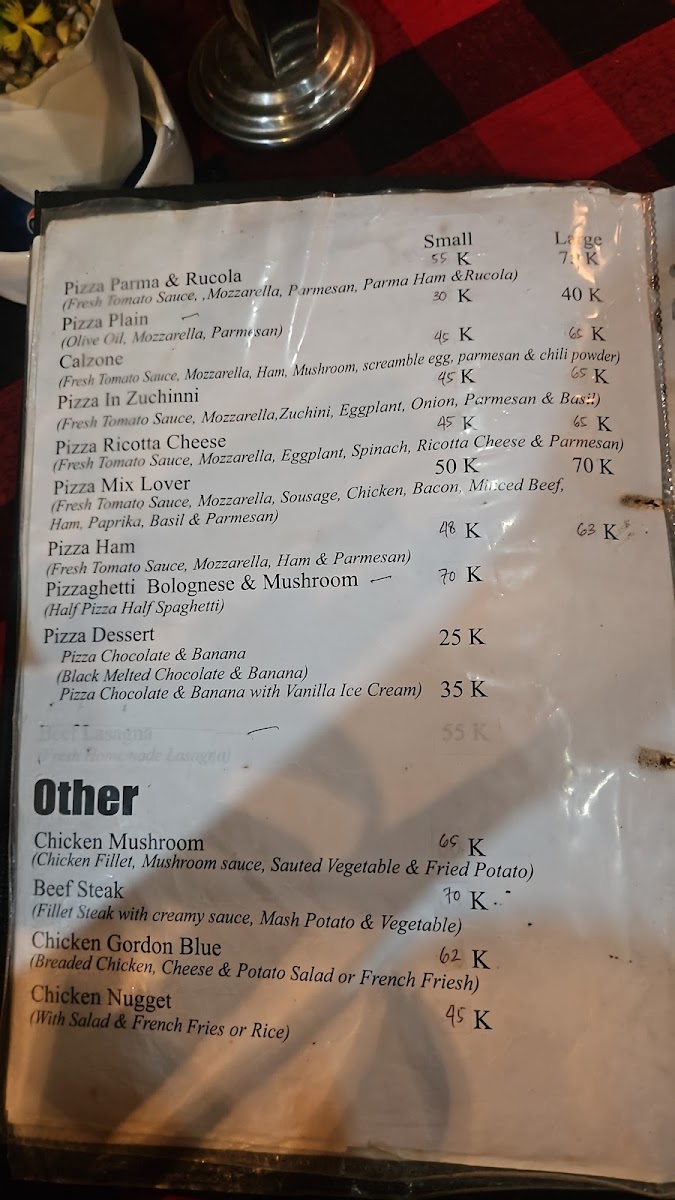 Small Large
Pizza Parma & Rucola 55 K K
(Fresh Tomato Sauce, ,Mozzarella, Parmesan, Parma Ham &Rucola)
Pizza Plain 30 K 40 K
(Olive Oil, Mozzarella, Parmesan)
Calzone 45 K 65 K
(Fresh Tomato Sauce, Mozzarella, Ham, Mushroom, screamble egg, parmesan & chili powder)
Pizza In Zuchinni 45 K 65 K
(Fresh Tomato Sauce, Mozzarella,Zuchini, Eggplant, Onion, Parmesan & Basil)
Pizza Ricotta Cheese 45 K 65 K
(Fresh Tomato Sauce, Mozzarella, Eggplant, Spinach, Ricotta Cheese & Parmesan)
Pizza Mix Lover 50 K 70 K
(Fresh Tomato Sauce, Mozzarella, Sousage, Chicken, Bacon, Minced Beef,
Ham, Paprika, Basil & Parmesan)
Pizza Ham 48 K 63 K
(Fresh Tomato Sauce, Mozzarella, Ham & Parmesan)
Pizzaghetti Bolognese & Mushroom 70 K
(Half Pizza Half Spaghetti)
Pizza Dessert 25 K
Pizza Chocolate & Banana
(Black Melted Chocolate & Banana)
Pizza Chocolate & Banana with Vanilla Ice Cream) 35 K
Beef Lasagna 55 K
(Fresh Homemade Lasagna)
Other
Chicken Mushroom 65 K
(Chicken Fillet, Mushroom sauce, Sauted Vegetable & Fried Potato)
Beef Steak 70 K
(Fillet Steak with creamy sauce, Mash Potato & Vegetable)
Chicken Gordon Blue 62 K
(Breaded Chicken, Cheese & Potato Salad or French Friesh)
Chicken Nugget 45 K
(With Salad & French Fries or Rice)